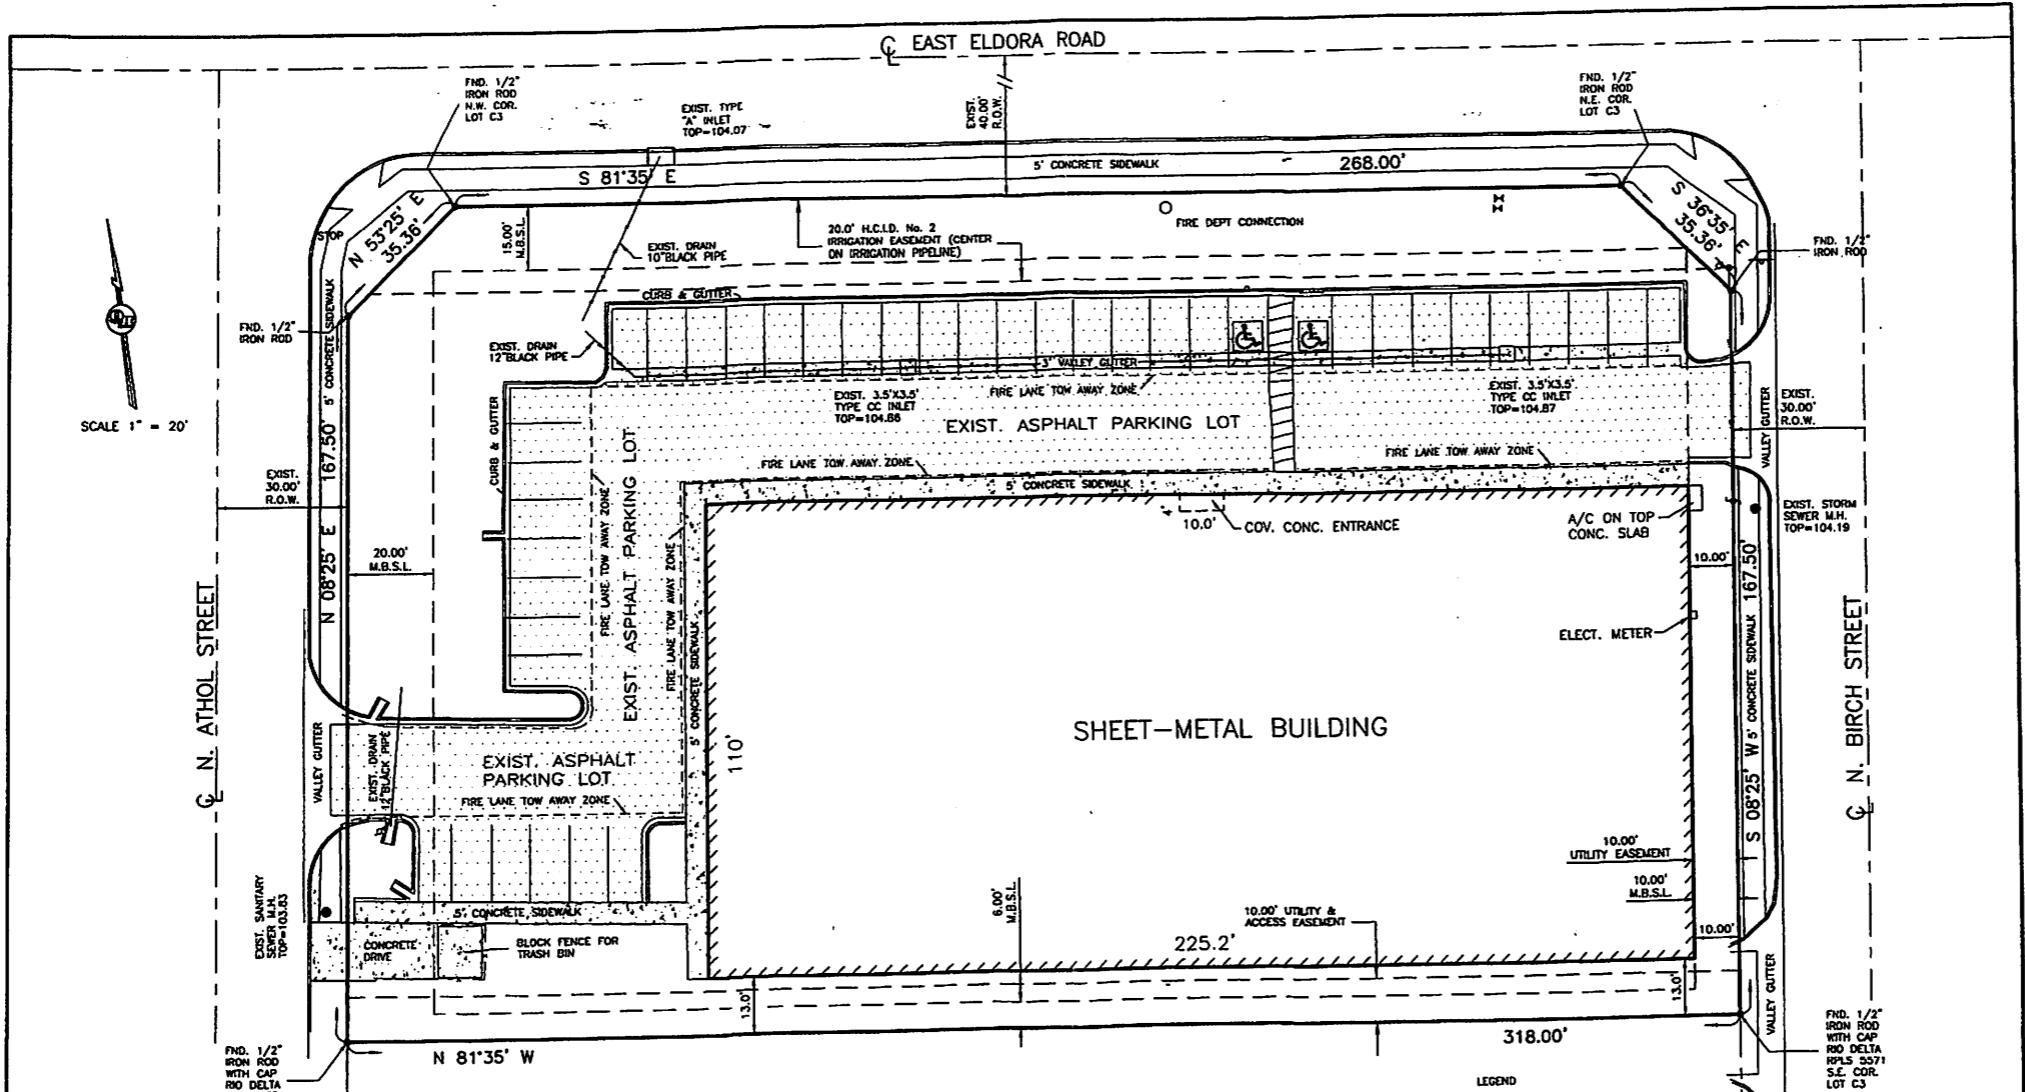 ℄ EAST ELDORA ROAD
FND. 1/2"
IRON ROD
N.W. COR.
LOT C3
EXIST. TYPE
"A" INLET
TOP=104.07
EXIST.
40.00'
R.O.W.
FND. 1/2"
IRON ROD
N.E. COR.
LOT C3
S 81°35' E
5' CONCRETE SIDEWALK
268.00'
N 53°25' E
35.36'
STOP
15.00'
M.B.S.L.
EXIST. DRAIN
10"BLACK PIPE
20.0' H.C.I.D. No. 2
IRRIGATION EASEMENT (CENTER
ON IRRIGATION PIPELINE)
FIRE DEPT CONNECTION
S 36°35' E
35.36'
FND. 1/2"
IRON ROD
SCALE 1" = 20'
FND. 1/2"
IRON ROD
5' CONCRETE SIDEWALK
CURB & GUTTER
EXIST. DRAIN
12"BLACK PIPE
3' VALLEY GUTTER
FIRE LANE TOW AWAY ZONE
EXIST. 3.5'X3.5'
TYPE CC INLET
TOP=104.86
EXIST. ASPHALT PARKING LOT
EXIST. 3.5'X3.5'
TYPE CC INLET
TOP=104.87
VALLEY GUTTER
EXIST.
30.00'
R.O.W.
EXIST.
30.00'
R.O.W.
N 08°25' E 167.50'
CURB & GUTTER
FIRE LANE TOW AWAY ZONE
FIRE LANE TOW AWAY ZONE
5' CONCRETE SIDEWALK
10.0'
COV. CONC. ENTRANCE
A/C ON TOP
CONC. SLAB
EXIST. STORM
SEWER M.H.
TOP=104.19
20.00'
M.B.S.L.
FIRE LANE TOW AWAY ZONE
EXIST. ASPHALT PARKING LOT
FIRE LANE TOW AWAY ZONE
5' CONCRETE SIDEWALK
10.00'
ELECT. METER
5' CONCRETE SIDEWALK
S 08°25' W 167.50'
℄ N. ATHOL STREET
℄ N. BIRCH STREET
SHEET-METAL BUILDING
110'
VALLEY GUTTER
EXIST. DRAIN
12"BLACK PIPE
EXIST. ASPHALT
PARKING LOT
FIRE LANE TOW AWAY ZONE
10.00'
UTILITY EASEMENT
10.00'
M.B.S.L.
EXIST. SANITARY
SEWER M.H.
TOP=103.83
5' CONCRETE SIDEWALK
CONCRETE
DRIVE
BLOCK FENCE FOR
TRASH BIN
6.00'
M.B.S.L.
10.00' UTILITY &
ACCESS EASEMENT
225.2'
10.00'
VALLEY GUTTER
13.0'
13.0'
N 81°35' W
318.00'
FND. 1/2"
IRON ROD
WITH CAP
RIO DELTA
FND. 1/2"
IRON ROD
WITH CAP
RIO DELTA
RPLS 5571
S.E. COR.
LOT C3
LEGEND